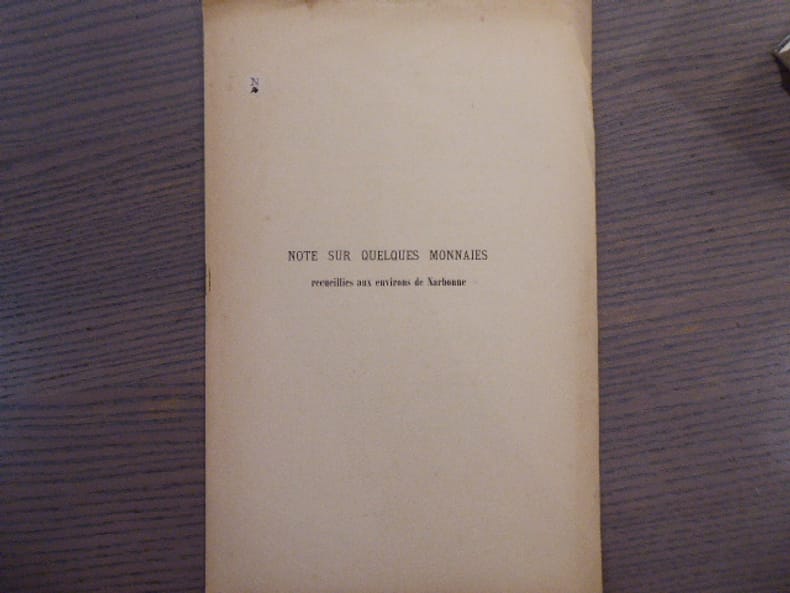 N
NOTE SUR QUELQUES MONNAIES
recueillies aux environs de Narbonne